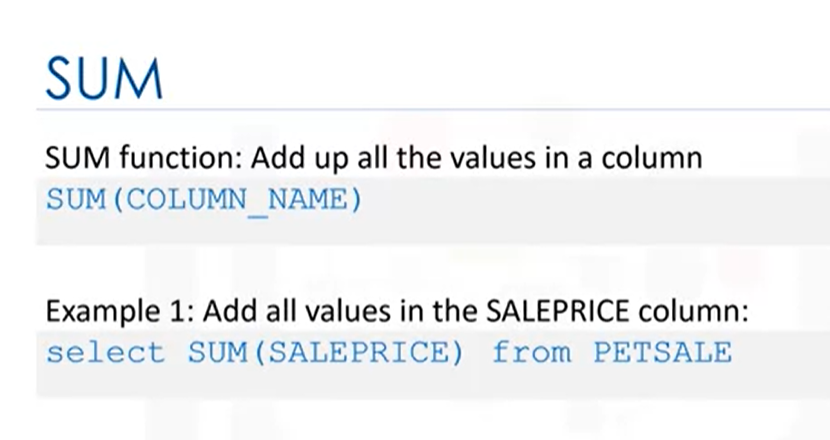 SUM
SUM function: Add up all the values in a column
SUM(COLUMN_NAME)
Example 1: Add all values in the SALEPRICE column:
select SUM(SALEPRICE) from PETSALE